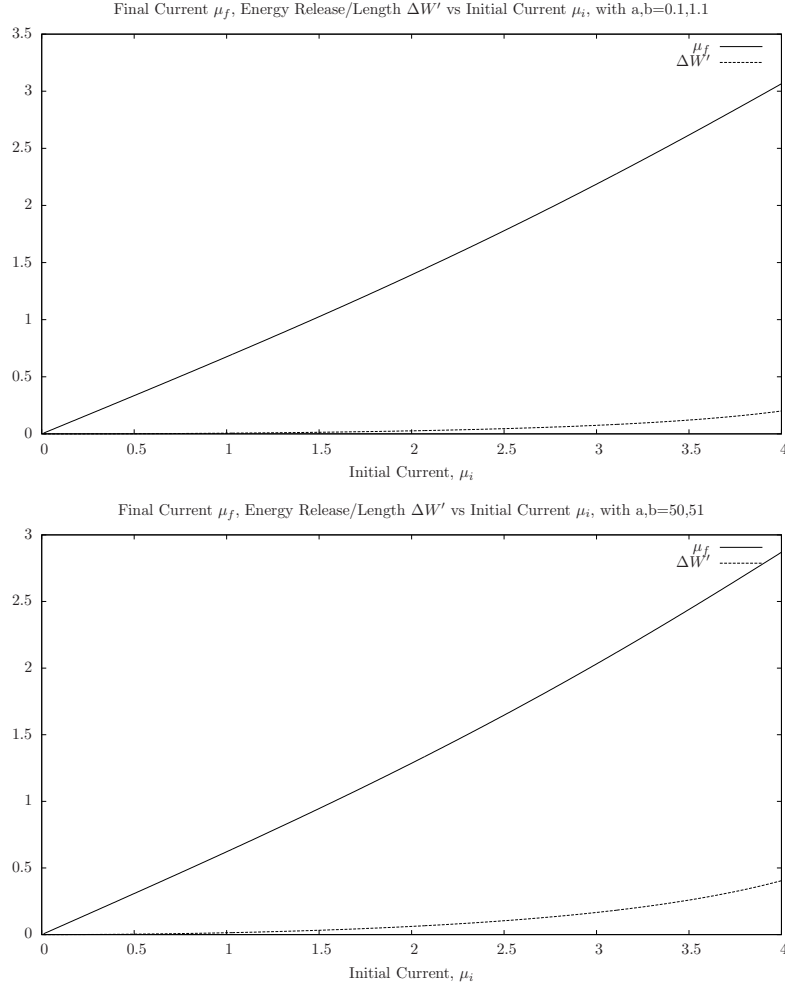 Final Current μ_f, Energy Release/Length ΔW′ vs Initial Current μ_i, with a,b=0.1,1.1
μ_f
ΔW′
3.5
3
2.5
2
1.5
1
0.5
0
0 0.5 1 1.5 2 2.5 3 3.5 4
Initial Current, μ_i
Final Current μ_f, Energy Release/Length ΔW′ vs Initial Current μ_i, with a,b=50,51
μ_f
ΔW′
3
2.5
2
1.5
1
0.5
0
0 0.5 1 1.5 2 2.5 3 3.5 4
Initial Current, μ_i